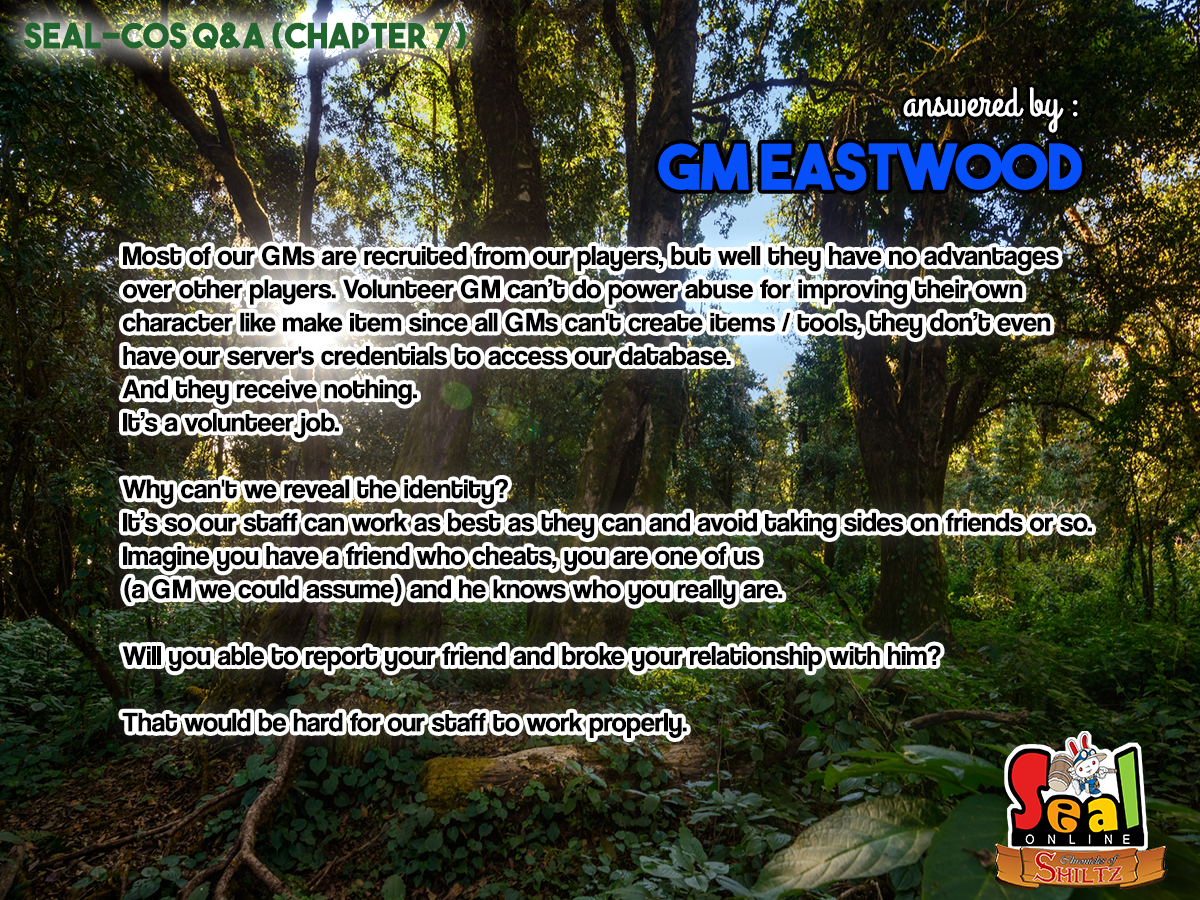 SEAL-COS Q&A (CHAPTER 7)
answered by :
GM EASTWOOD
Most of our GMs are recruited from our players, but well they have no advantages
over other players. Volunteer GM can’t do power abuse for improving their own
character like make item since all GMs can't create items / tools, they don’t even
have our server's credentials to access our database.
And they receive nothing.
It’s a volunteer job.
Why can't we reveal the identity?
It’s so our staff can work as best as they can and avoid taking sides on friends or so.
Imagine you have a friend who cheats, you are one of us
(a GM we could assume) and he knows who you really are.
Will you able to report your friend and broke your relationship with him?
That would be hard for our staff to work properly.
Seal
ONLINE
Chronicles of
SHILTZ